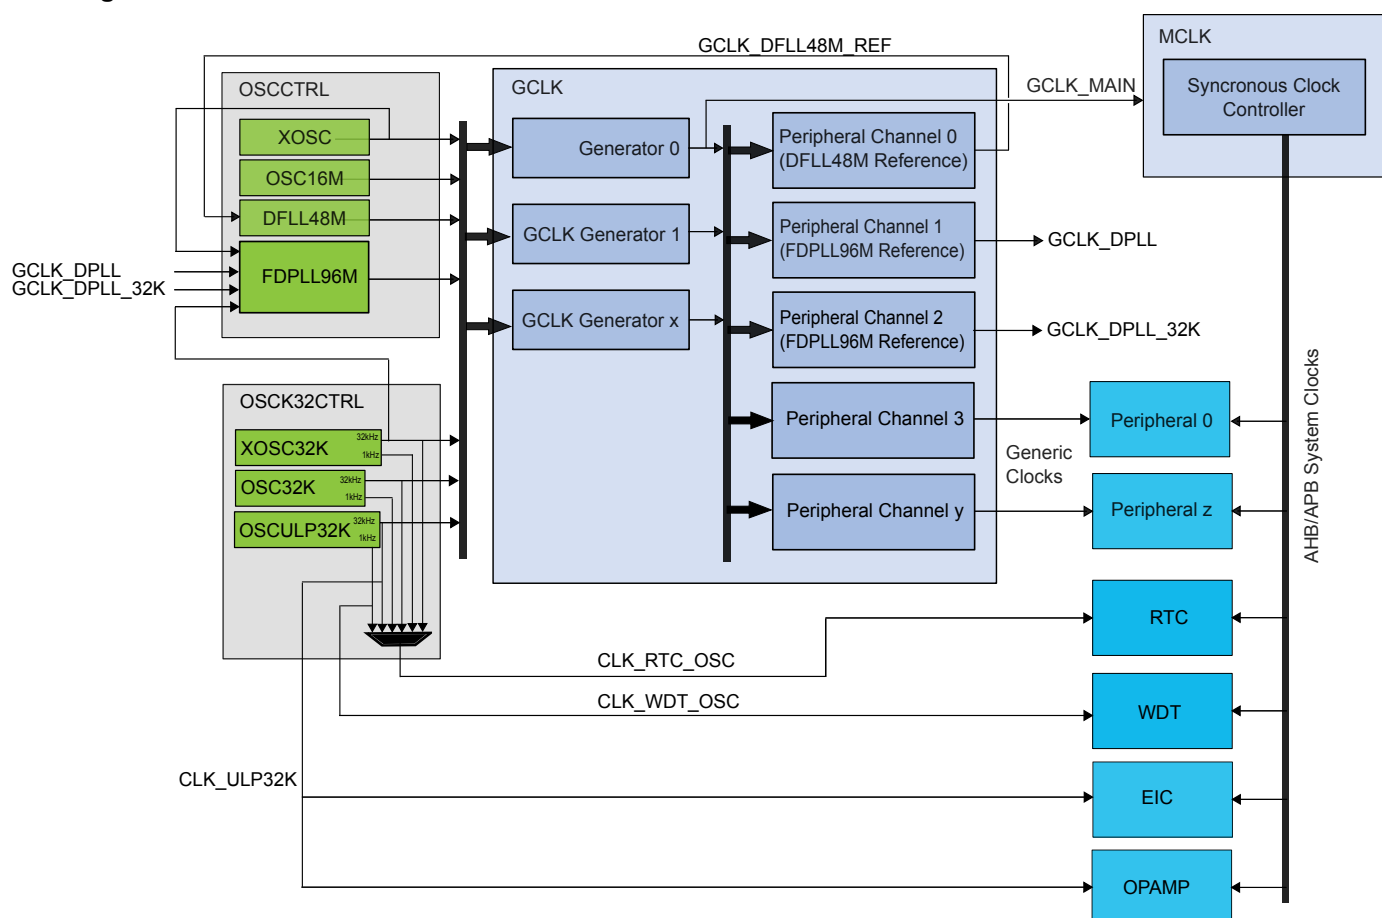 GCLK_DFLL48M_REF
MCLK
OSCCTRL
GCLK
GCLK_MAIN
Syncronous Clock
Controller
XOSC
Generator 0
Peripheral Channel 0
(DFLL48M Reference)
OSC16M
DFLL48M
GCLK Generator 1
Peripheral Channel 1
(FDPLL96M Reference)
GCLK_DPLL
GCLK_DPLL
GCLK_DPLL_32K
FDPLL96M
GCLK Generator x
Peripheral Channel 2
(FDPLL96M Reference)
GCLK_DPLL_32K
AHB/APB System Clocks
OSCK32CTRL
Peripheral Channel 3
Peripheral 0
XOSC32K
32kHz
1kHz
Generic
Clocks
OSC32K
32kHz
1kHz
Peripheral Channel y
Peripheral z
OSCULP32K
32kHz
1kHz
RTC
CLK_RTC_OSC
CLK_WDT_OSC
WDT
CLK_ULP32K
EIC
OPAMP